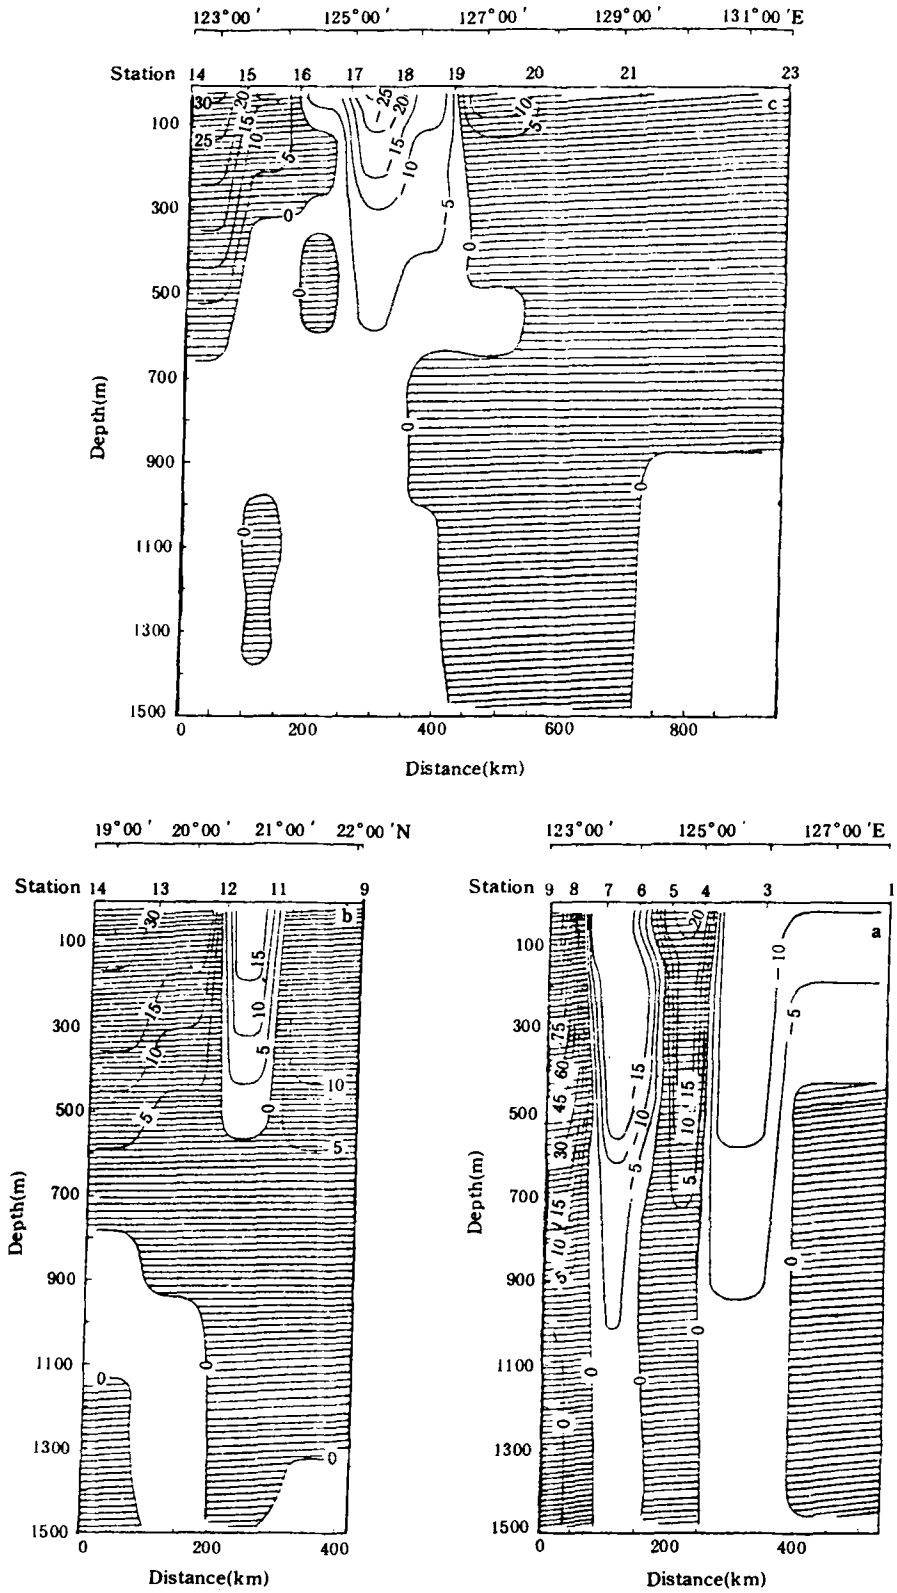 123°00′ 125°00′ 127°00′ 129°00′ 131°00′E
Station 14 15 16 17 18 19 20 21 23
c
30 20 15 10 5 -25 -20 10 5
100
25 -15 -10
300
0 -5 0
500
0
700
0
900
0
1100
0
1300
1500
0 200 400 600 800
Depth(m)
Distance(km)
19°00′ 20°00′ 21°00′ 22°00′N
Station 14 13 12 11 9
b
30
100
15
15 10
300
10 5
10
500
5 0
5
700
900
1100
0 0
1300
0
1500
0 200 400
Depth(m)
Distance(km)
123°00′ 125°00′ 127°00′E
Station 9 8 7 6 5 4 3 1
a
20
100
-10
-5
300
75
60 -15 15
45
500
-10 10
30
-5 5
700
15
10
0
900
5
0
1100
0 0
0
1300
1500
0 200 400
Depth(m)
Distance(km)